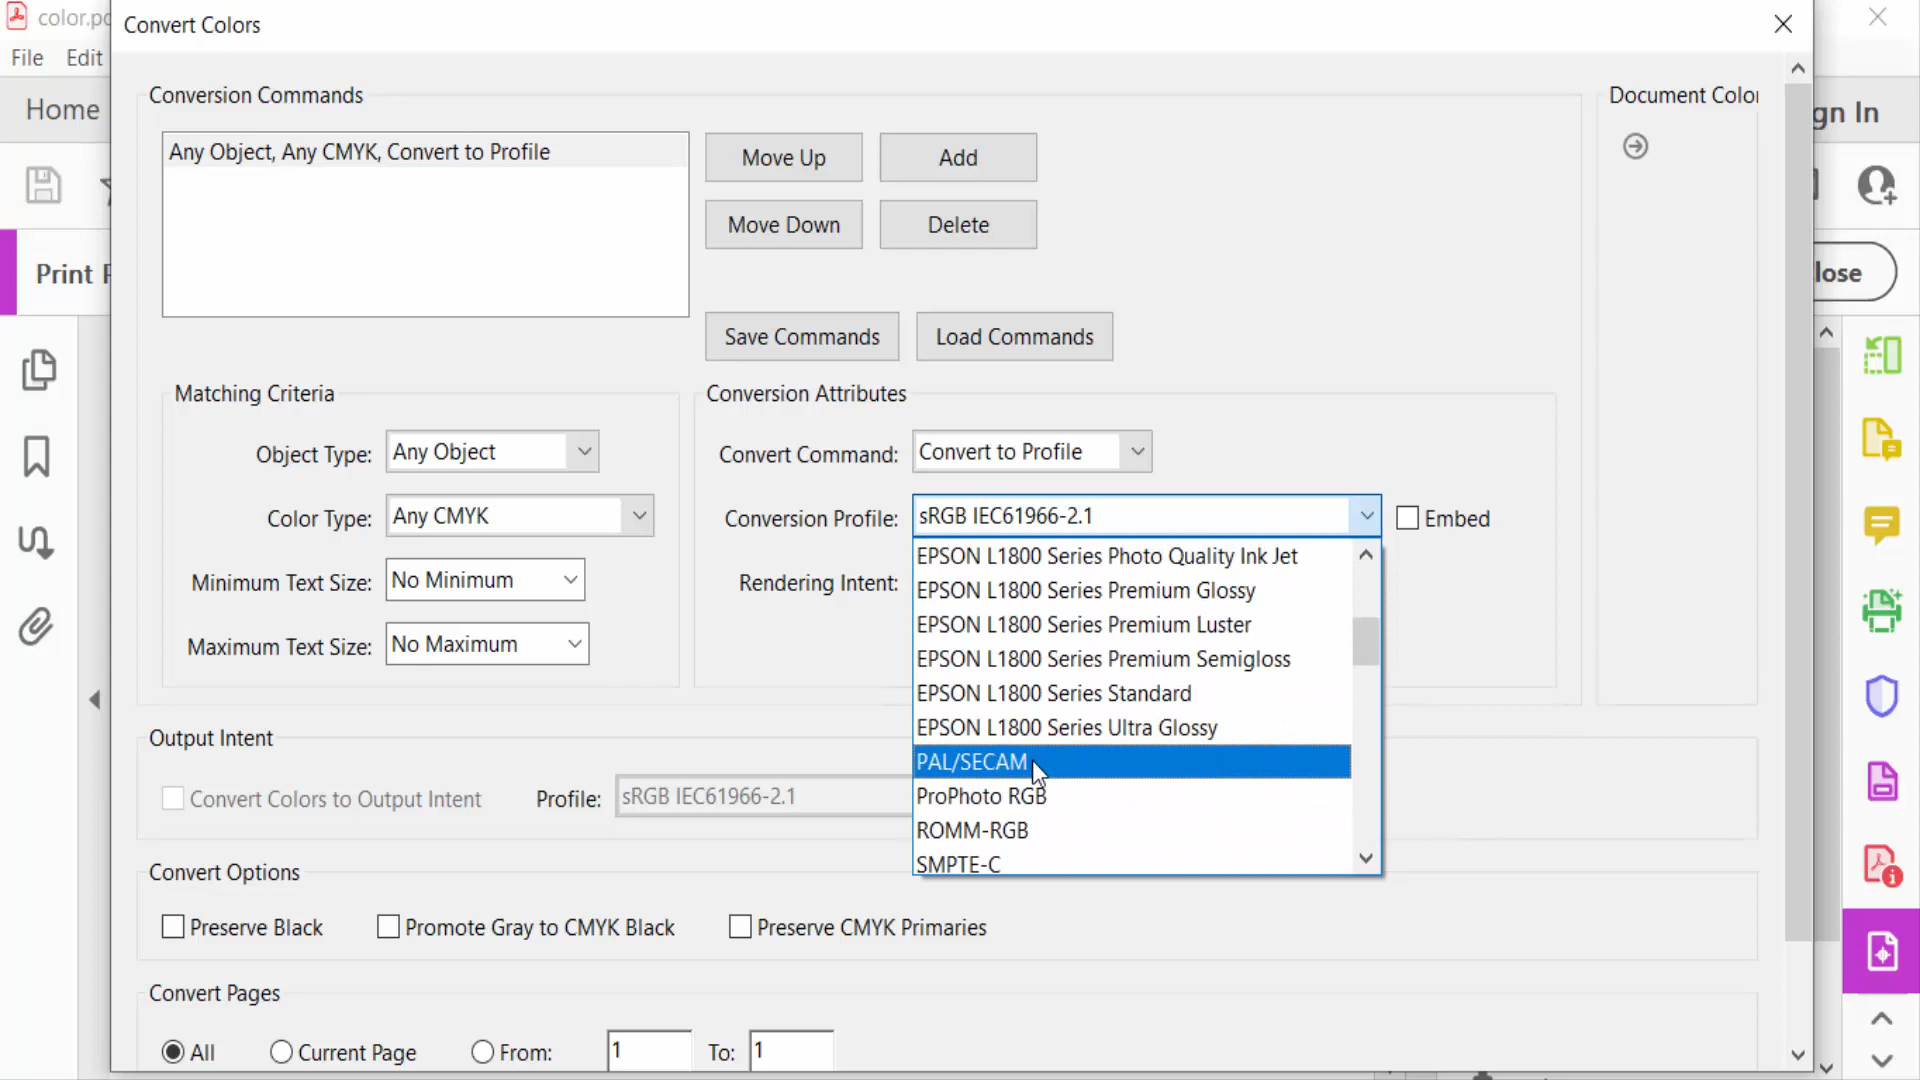 color.pd
Convert Colors
File Edit
Home
gn In
Print P
lose
Conversion Commands
Document Color
Any Object, Any CMYK, Convert to Profile
Move Up
Add
Move Down
Delete
Save Commands
Load Commands
Matching Criteria
Object Type: Any Object
Color Type: Any CMYK
Minimum Text Size: No Minimum
Maximum Text Size: No Maximum
Conversion Attributes
Convert Command: Convert to Profile
Conversion Profile: sRGB IEC61966-2.1
Embed
Rendering Intent:
EPSON L1800 Series Photo Quality Ink Jet
EPSON L1800 Series Premium Glossy
EPSON L1800 Series Premium Luster
EPSON L1800 Series Premium Semigloss
EPSON L1800 Series Standard
EPSON L1800 Series Ultra Glossy
PAL/SECAM
ProPhoto RGB
ROMM-RGB
SMPTE-C
Output Intent
Convert Colors to Output Intent
Profile: sRGB IEC61966-2.1
Convert Options
Preserve Black
Promote Gray to CMYK Black
Preserve CMYK Primaries
Convert Pages
All
Current Page
From: 1
To: 1